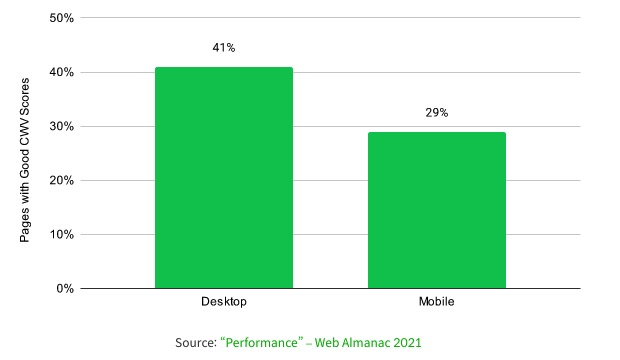 50%
41%
40%
30%
29%
20%
10%
0%
Pages with Good CWV Scores
Desktop
Mobile
Source: “Performance” – Web Almanac 2021